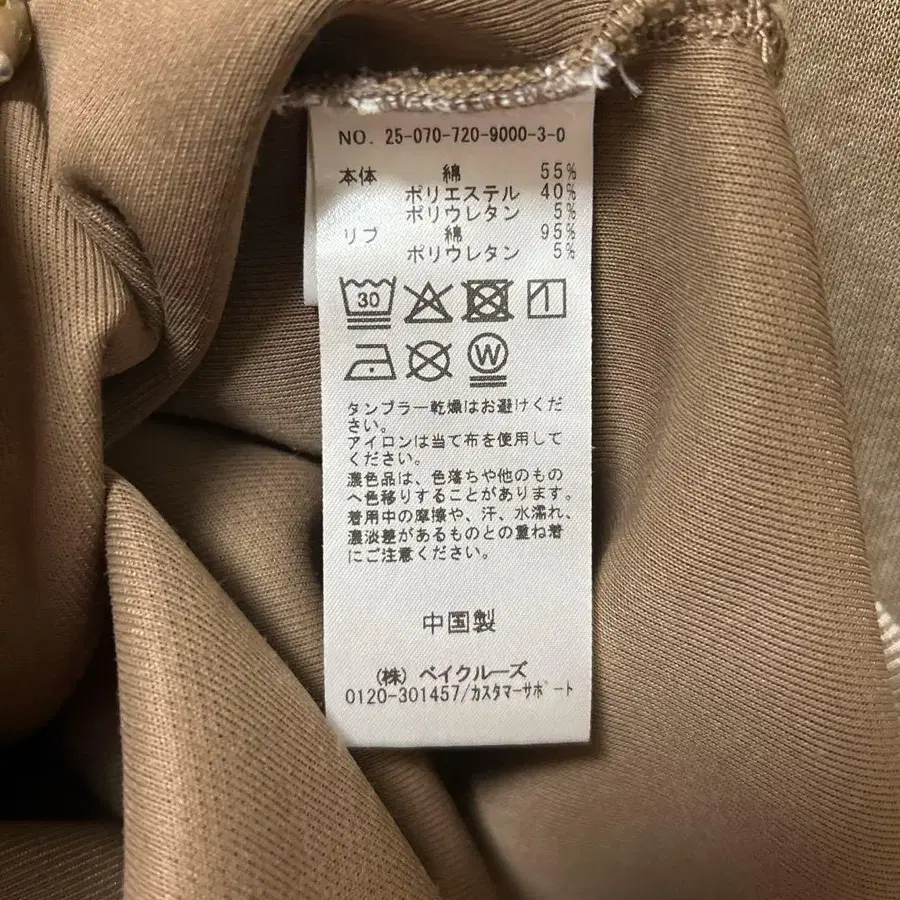 NO. 25-070-720-9000-3-0
本体 綿 55%
ポリエステル 40%
ポリウレタン 5%
リブ 綿 95%
ポリウレタン 5%
30
W
タンブラー乾燥はお避けくだ
さい。
アイロンは当て布を使用して
ください。
濃色品は、色落ちや他のもの
へ色移りすることがあります。
着用中の摩擦や、汗、水濡れ、
濃淡差があるものとの重ね着
にご注意ください。
中国製
(株) ベイクルーズ
0120-301457/カスタマーサポート